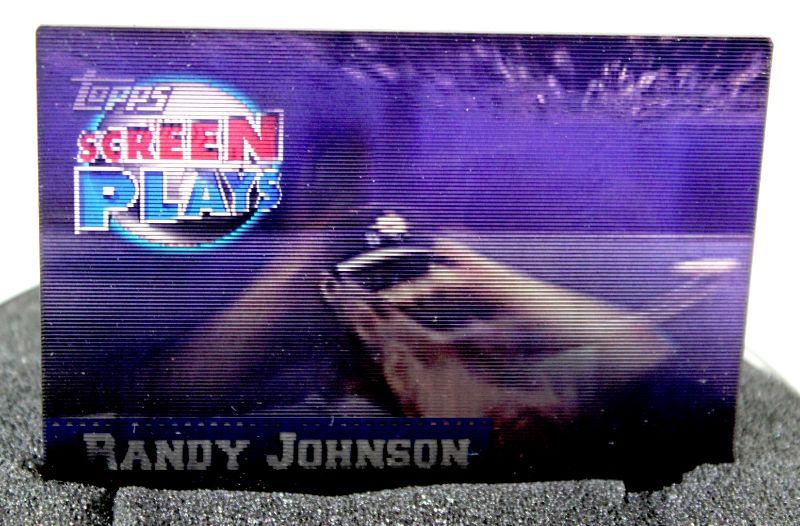 Topps
SCREEN
PLAYS
RANDY JOHNSON